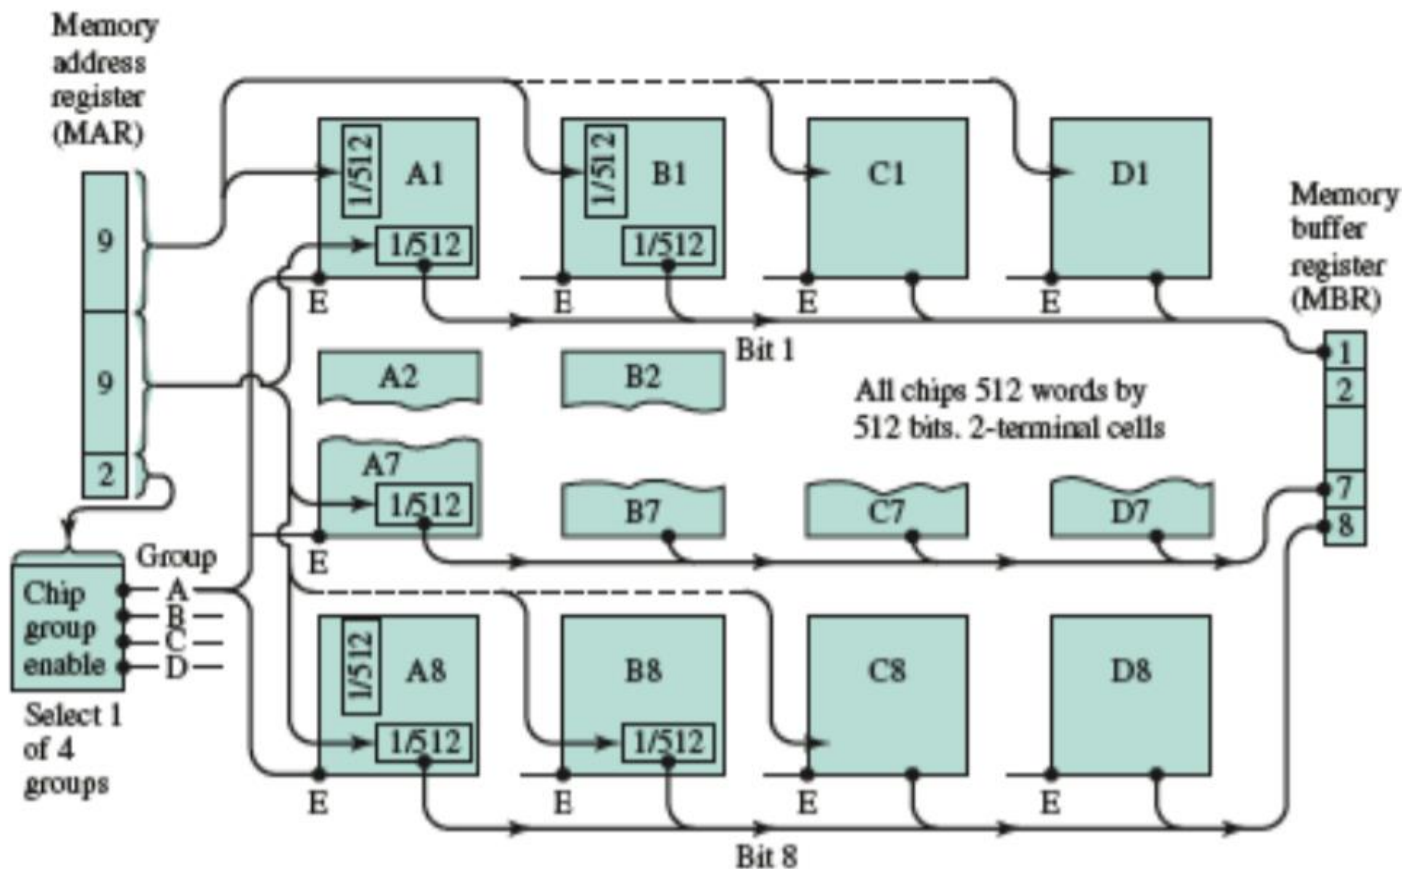 Memory
address
register
(MAR)
9
9
2
1/512
A1
1/512
E
1/512
B1
1/512
E
C1
E
D1
E
Memory
buffer
register
(MBR)
Bit 1
1
2
7
8
A2
B2
All chips 512 words by
512 bits. 2-terminal cells
A7
1/512
E
B7
C7
D7
Group
Chip
group
enable
A
B
C
D
Select 1
of 4
groups
1/512
A8
1/512
E
B8
1/512
E
C8
E
D8
E
Bit 8